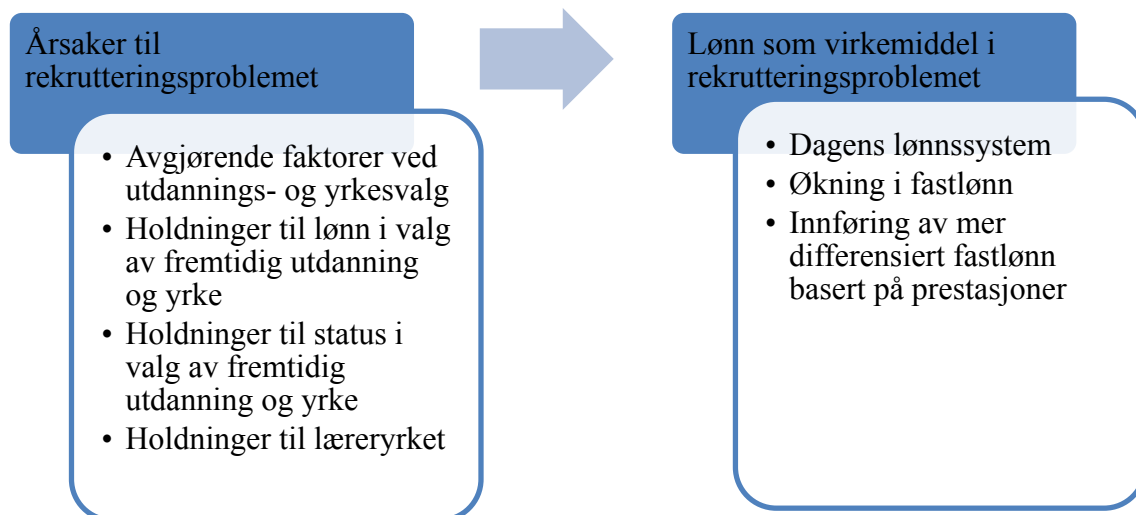 Årsaker til
rekrutteringsproblemet
• Avgjørende faktorer ved
utdannings- og yrkesvalg
• Holdninger til lønn i valg
av fremtidig utdanning
og yrke
• Holdninger til status i
valg av fremtidig
utdanning og yrke
• Holdninger til læreryrket
Lønn som virkemiddel i
rekrutteringsproblemet
• Dagens lønnssystem
• Økning i fastlønn
• Innføring av mer
differensiert fastlønn
basert på prestasjoner